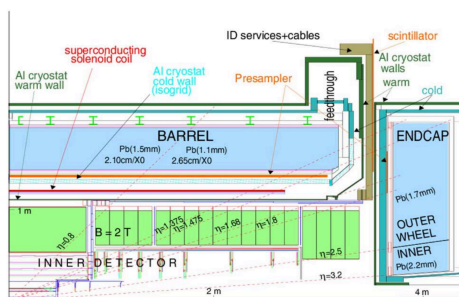 ID services+cables
scintillator
superconducting
solenoid coil
Al cryostat
warm wall
Al cryostat
cold wall
(isogrid)
Presampler
feedthrough
Al cryostat
walls
warm
cold
BARREL
Pb(1.5mm)
Pb(1.1mm)
2.10cm/X0
2.65cm/X0
ENDCAP
Pb(1.7mm)
OUTER
WHEEL
INNER
Pb(2.2mm)
1 m
η=0.8
B = 2 T
η=1.375
η=1.475
η=1.68
η=1.8
η=2.5
η=3.2
INNER DETECTOR
2 m
4 m